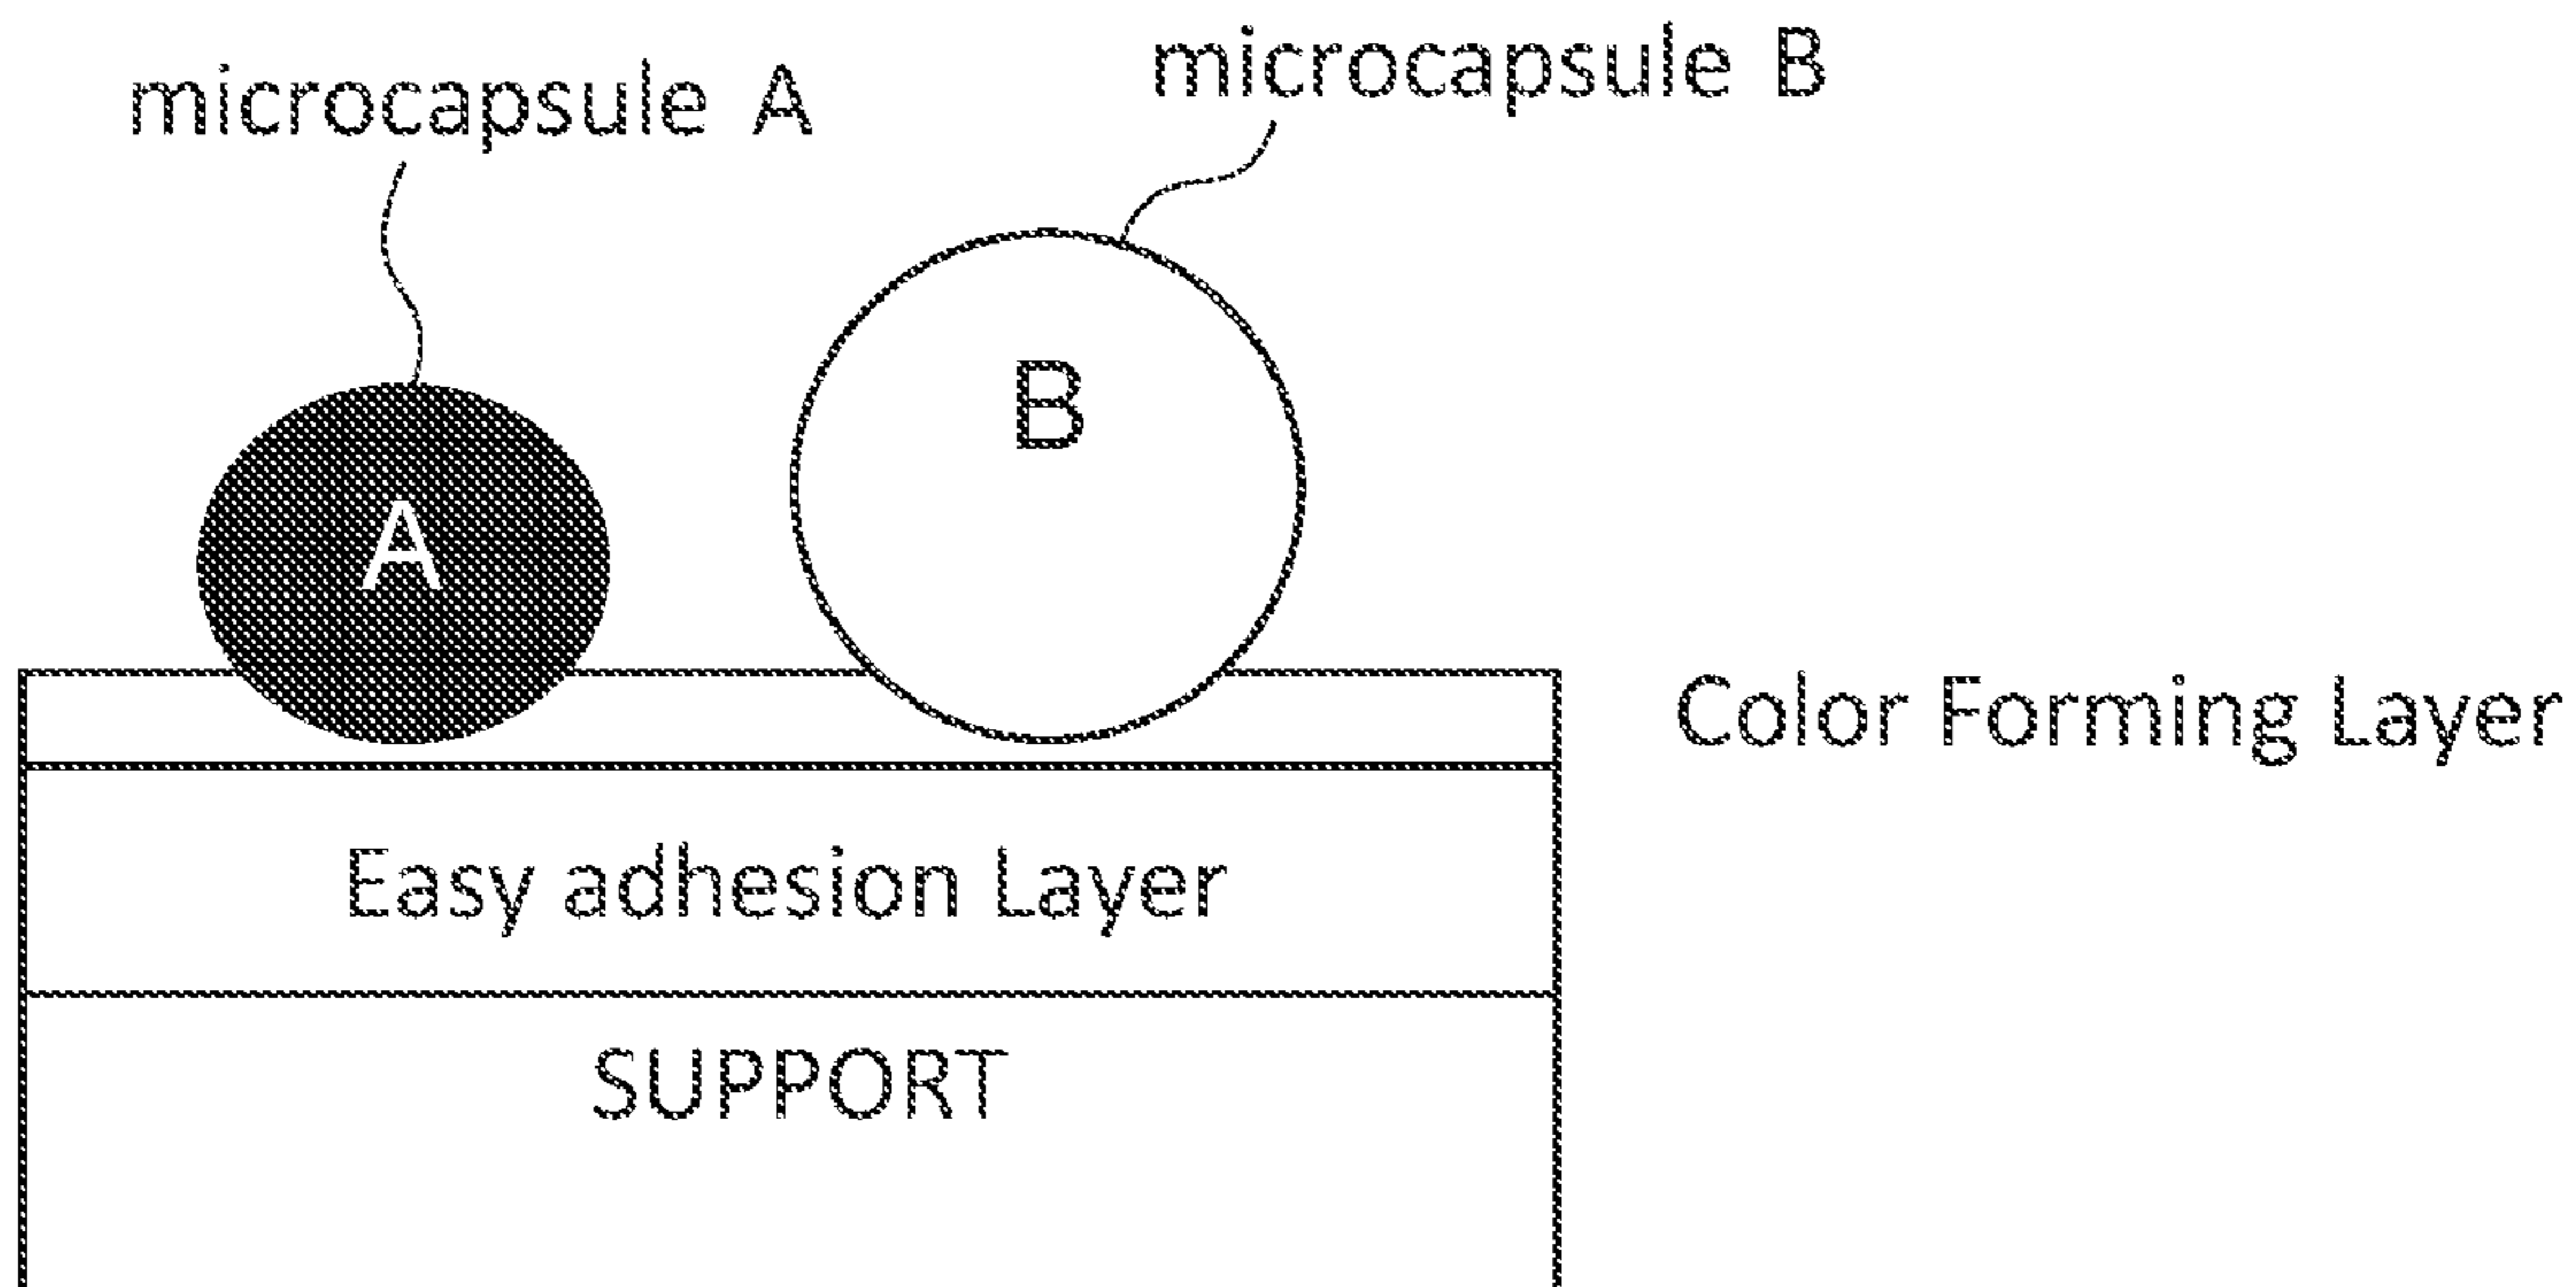 microcapsule B
microcapsule A
B
A
Color Forming Layer
Easy adhesion Layer
SUPPORT